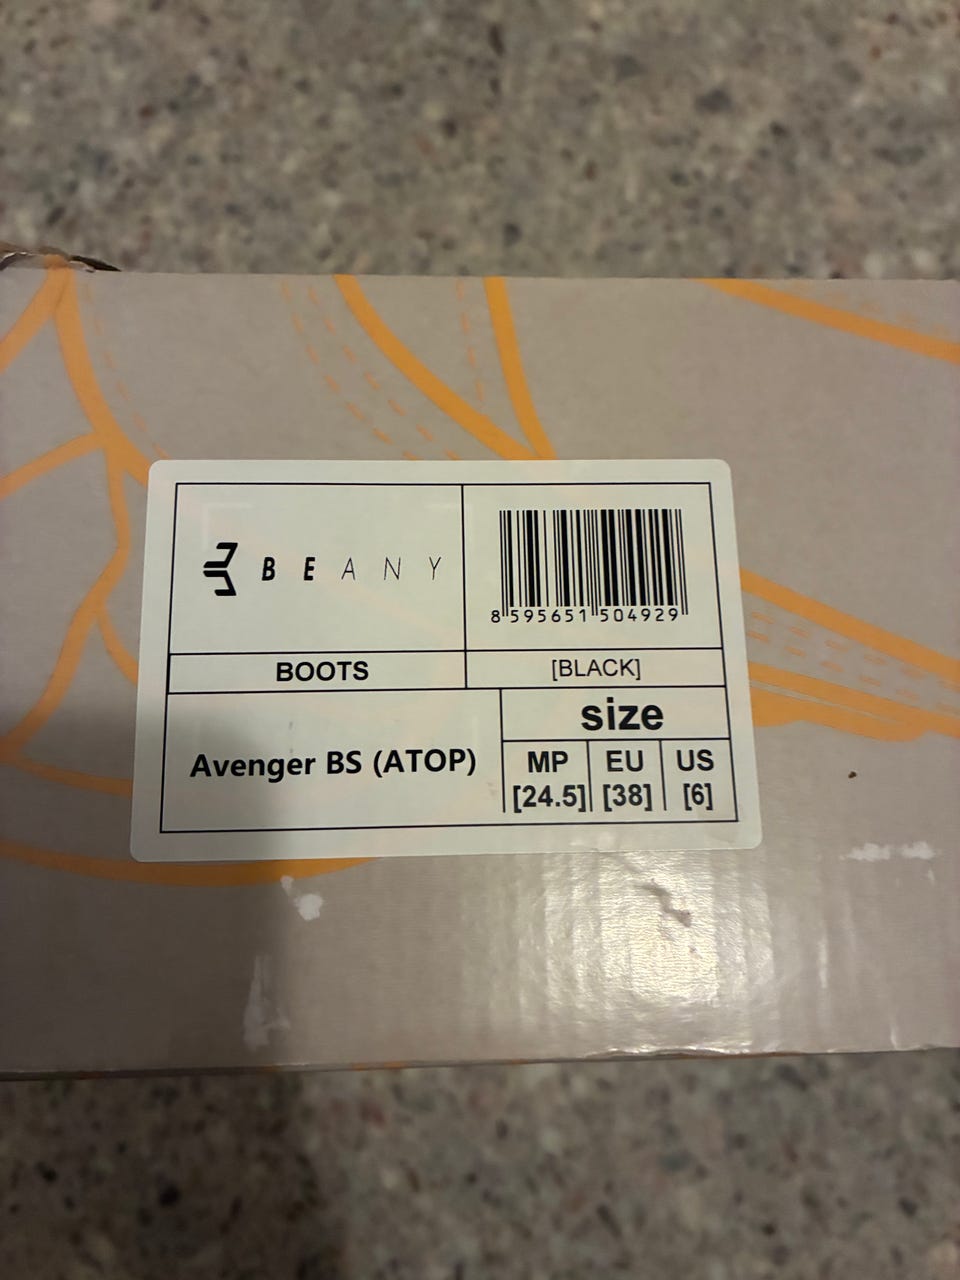 BEANY
8 595651 504929
BOOTS
[BLACK]
Avenger BS (ATOP)
size
MP EU US
[24.5] [38] [6]